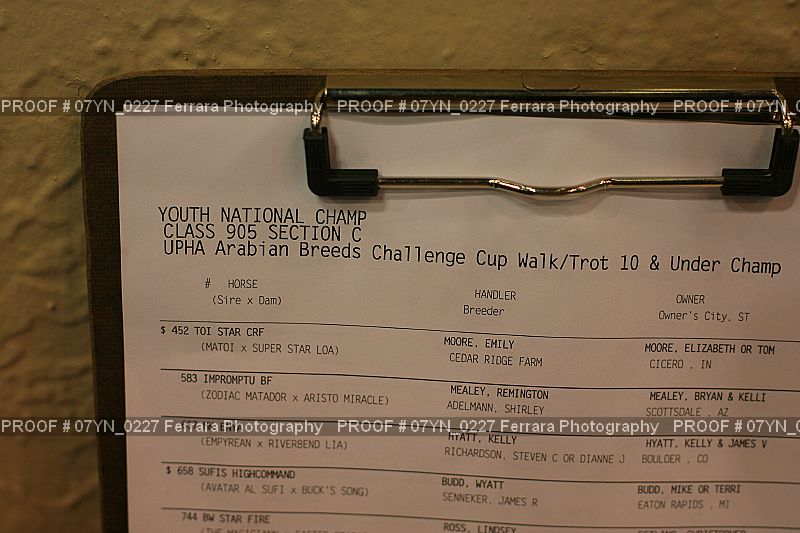 PROOF # 07YN_0227 Ferrara Photography PROOF # 07YN_0227 Ferrara Photography PROOF # 07YN_0
YOUTH NATIONAL CHAMP
CLASS 905 SECTION C
UPHA Arabian Breeds Challenge Cup Walk/Trot 10 & Under Champ
# HORSE HANDLER OWNER
(Sire x Dam) Breeder Owner's City, ST
$ 452 TOI STAR CRF MOORE, EMILY MOORE, ELIZABETH OR TOM
(MATOI x SUPER STAR LOA) CEDAR RIDGE FARM CICERO , IN
583 IMPROMPTU BF MEALEY, REMINGTON MEALEY, BRYAN & KELLI
(ZODIAC MATADOR x ARISTO MIRACLE) ADELMANN, SHIRLEY SCOTTSDALE , AZ
PROOF # 07YN_0227 Ferrara Photography PROOF # 07YN_0227 Ferrara Photography PROOF # 07YN_0
HYATT, KELLY HYATT, KELLY & JAMES V
(EMPYREAN x RIVERBEND LIA) RICHARDSON, STEVEN C OR DIANNE J BOULDER , CO
$ 658 SUFIS HIGHCOMMAND BUDD, WYATT BUDD, MIKE OR TERRI
(AVATAR AL SUFI x BUCK'S SONG) SENNEKER, JAMES R EATON RAPIDS , MI
744 BW STAR FIRE ROSS, LINDSEY